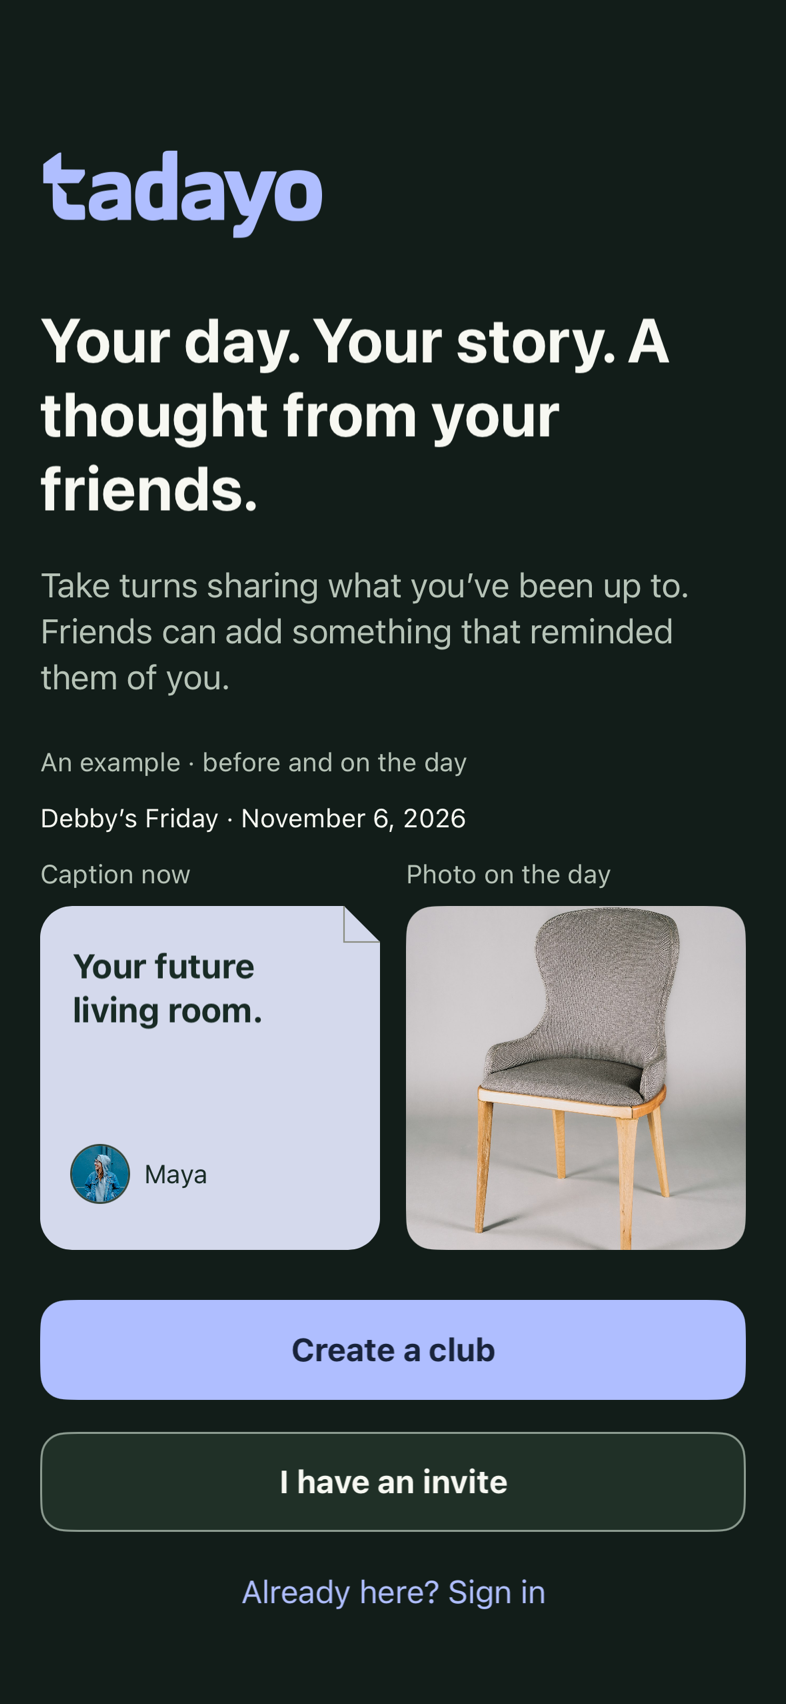 tadayo
Your day. Your story. A
thought from your
friends.
Take turns sharing what you’ve been up to.
Friends can add something that reminded
them of you.
An example · before and on the day
Debby’s Friday · November 6, 2026
Caption now
Photo on the day
Your future
living room.
Maya
Create a club
I have an invite
Already here? Sign in